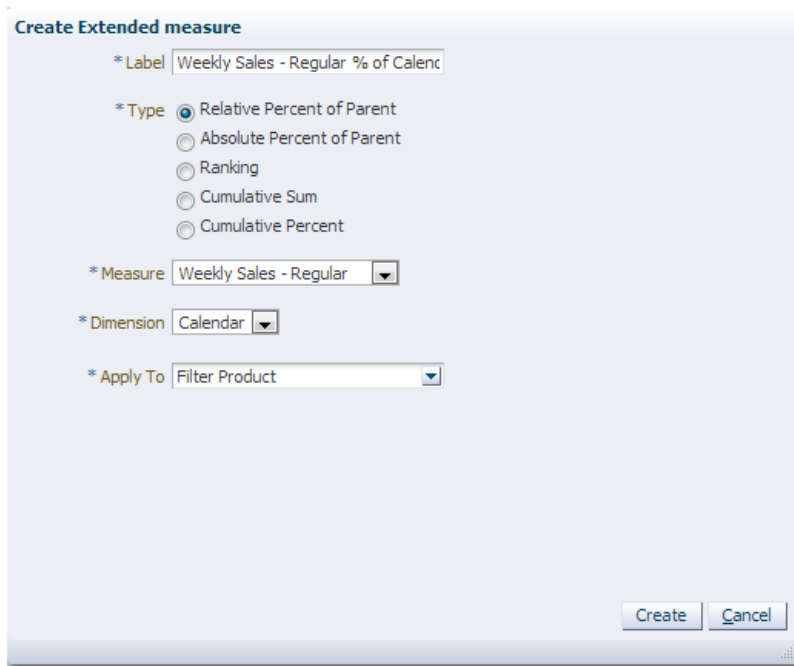 Create Extended measure
* Label Weekly Sales - Regular % of Calenc
* Type Relative Percent of Parent
Absolute Percent of Parent
Ranking
Cumulative Sum
Cumulative Percent
* Measure Weekly Sales - Regular
* Dimension Calendar
* Apply To Filter Product
Create Cancel